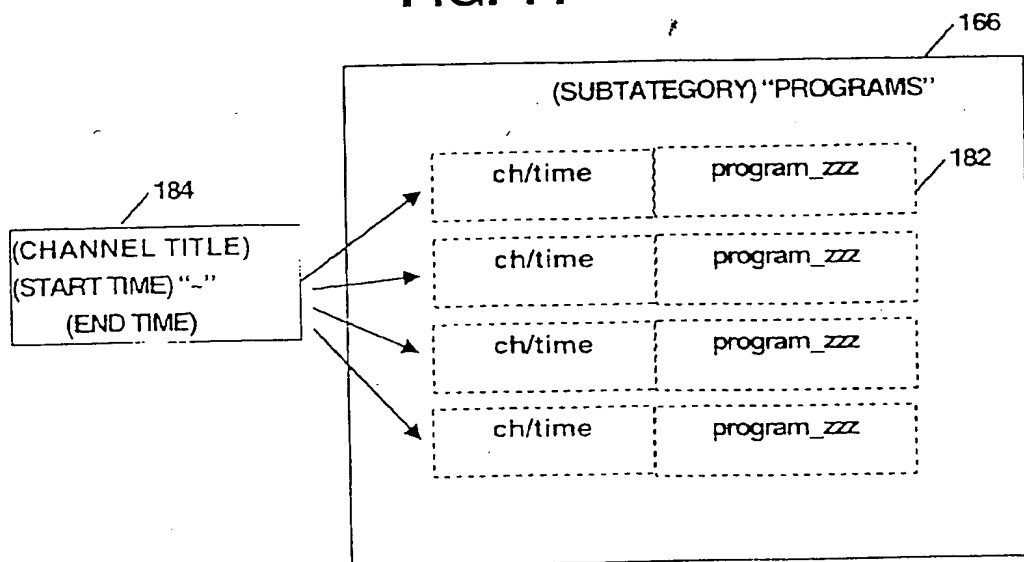 166
(SUBTATEGORY) "PROGRAMS"
ch/time program_zzz
182
184
(CHANNEL TITLE)
(START TIME) "~"
(END TIME)
ch/time program_zzz
ch/time program_zzz
ch/time program_zzz